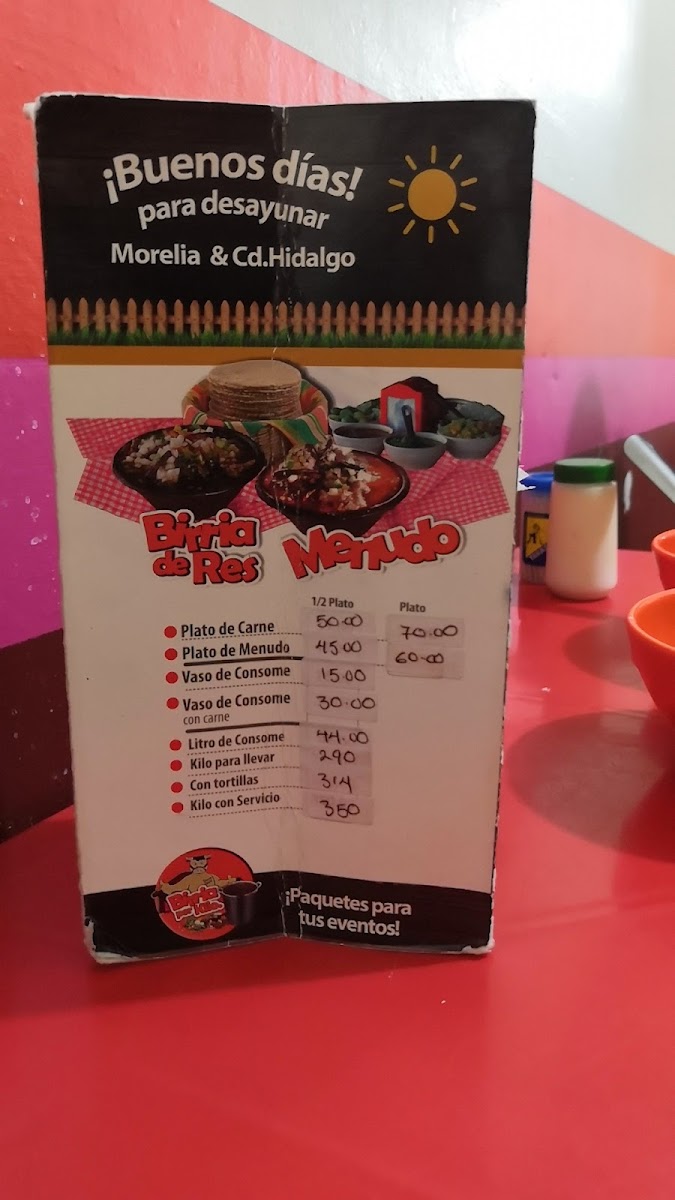 ¡Buenos días!
para desayunar
Morelia & Cd.Hidalgo
Birria
de Res
Menudo
1/2 Plato Plato
Plato de Carne 50.00 70.00
Plato de Menudo 45.00 60.00
Vaso de Consome 15.00
Vaso de Consome 30.00
con carne
Litro de Consome 44.00
Kilo para llevar 290
Con tortillas 314
Kilo con Servicio 350
Birria
por Kilo
¡Paquetes para
tus eventos!